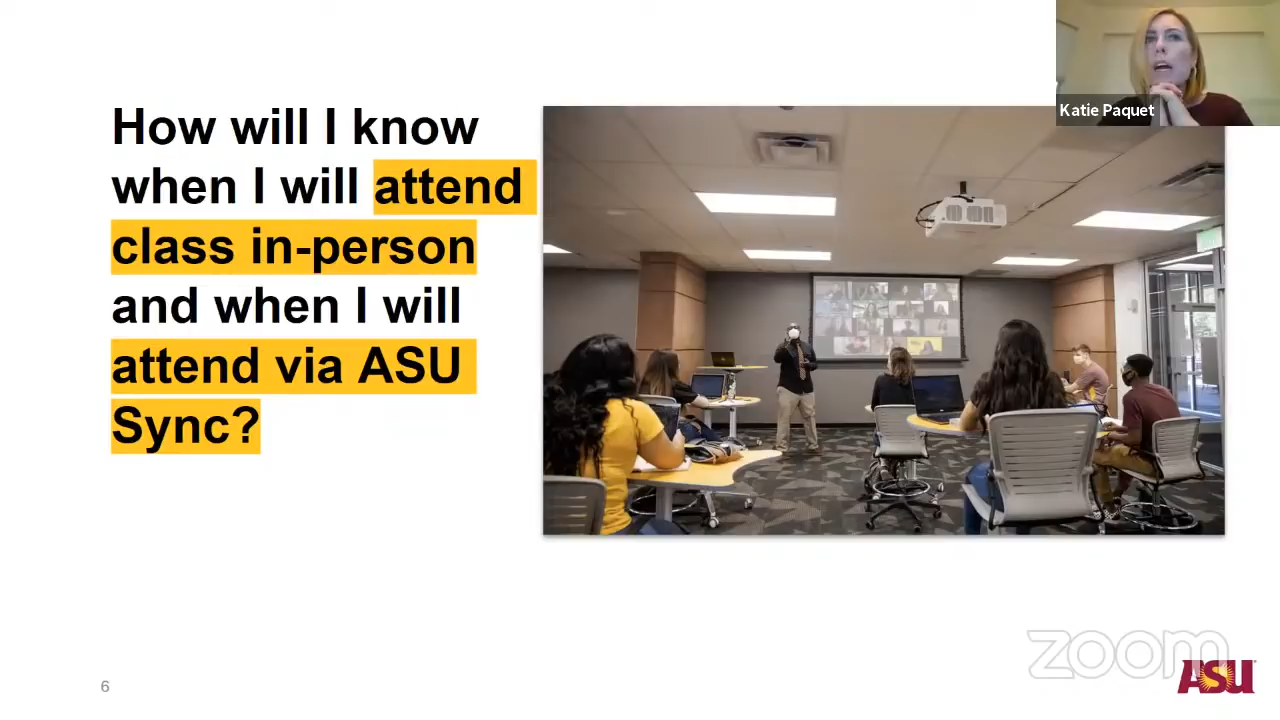 Katie Paquet
How will I know
when I will attend
class in-person
and when I will
attend via ASU
Sync?
zoom
ASU
6